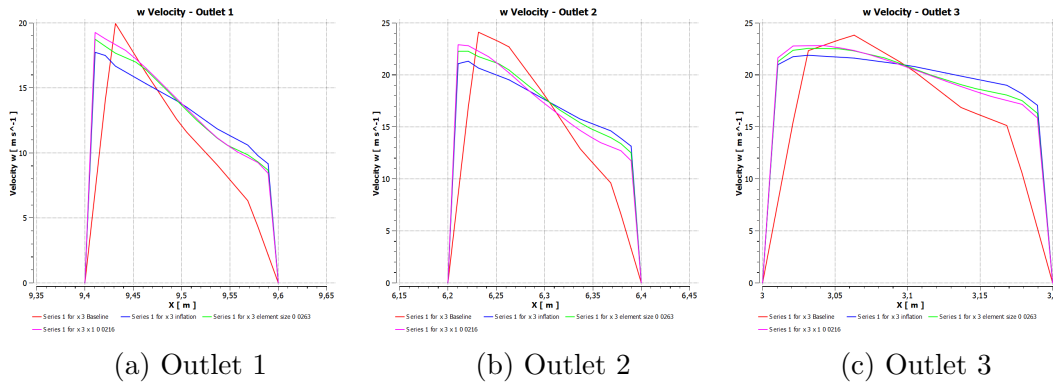 w Velocity - Outlet 1
20
15
10
5
0
Velocity w [ m s^-1 ]
9,35 9,4 9,45 9,5 9,55 9,6 9,65
X [ m ]
Series 1 for x 3 Baseline Series 1 for x 3 inflation Series 1 for x 3 element size 0 0263
Series 1 for x 3 x 1 0 0216
(a) Outlet 1
w Velocity - Outlet 2
25
20
15
10
5
0
Velocity w [ m s^-1 ]
6,15 6,2 6,25 6,3 6,35 6,4 6,45
X [ m ]
Series 1 for x 3 Baseline Series 1 for x 3 inflation Series 1 for x 3 element size 0 0263
Series 1 for x 3 x 1 0 0216
(b) Outlet 2
w Velocity - Outlet 3
25
20
15
10
5
0
Velocity w [ m s^-1 ]
3 3,05 3,1 3,15
X [ m ]
Series 1 for x 3 Baseline Series 1 for x 3 inflation Series 1 for x 3 element size 0 0263
Series 1 for x 3 x 1 0 0216
(c) Outlet 3